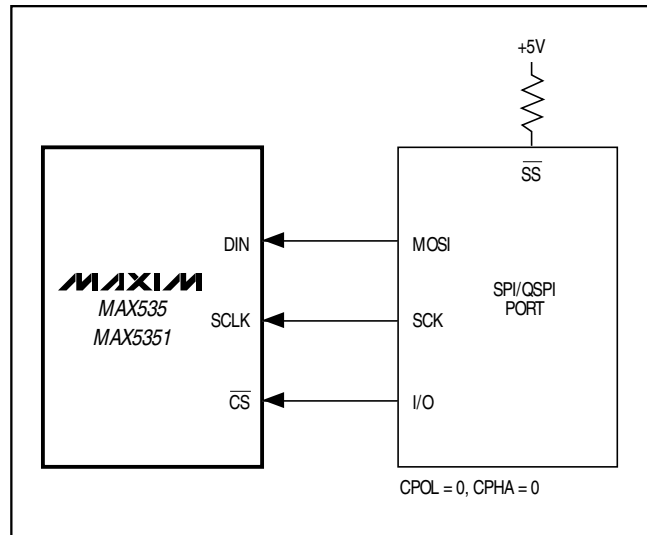 +5V
SS
DIN
MOSI
MAXIM
MAX535
MAX5351
SPI/QSPI
PORT
SCLK
SCK
CS
I/O
CPOL = 0, CPHA = 0